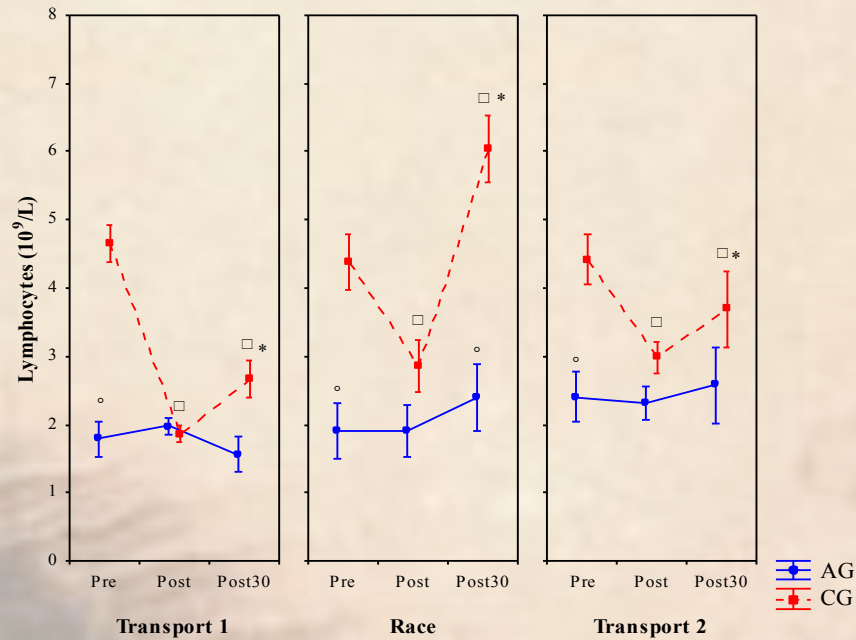 Lymphocytes (10⁹/L)
8
7
6
5
4
3
2
1
0
□ *
□ *
□
□
□ *
□
°
°
°
°
Pre Post Post30
Pre Post Post30
Pre Post Post30
Transport 1
Race
Transport 2
AG
CG